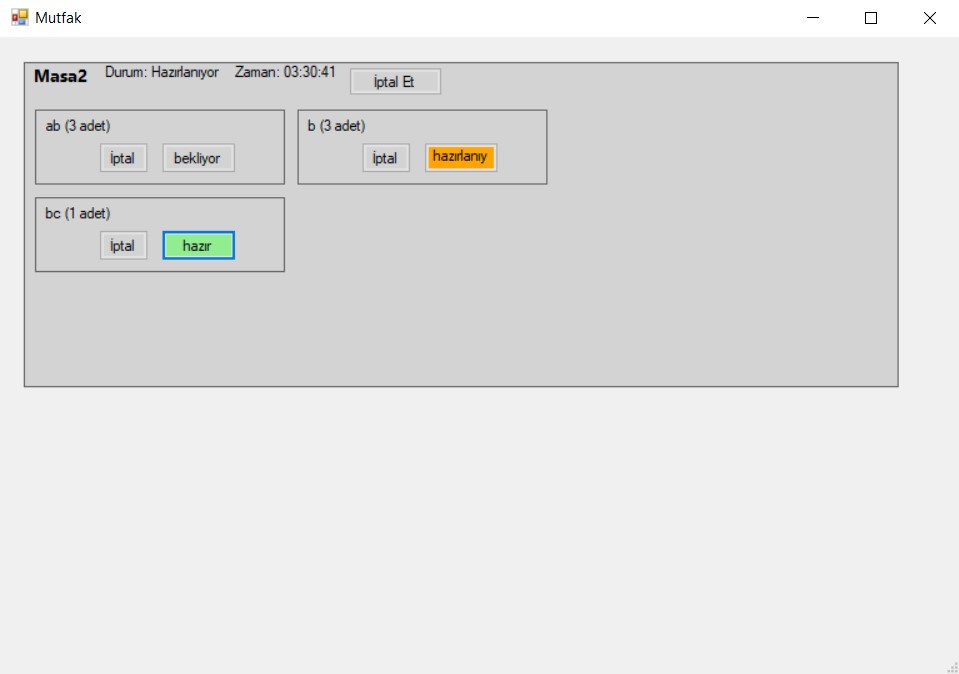 Mutfak
Masa2 Durum: Hazırlanıyor Zaman: 03:30:41 İptal Et
ab (3 adet)
İptal bekliyor
b (3 adet)
İptal hazırlanıy
bc (1 adet)
İptal hazır